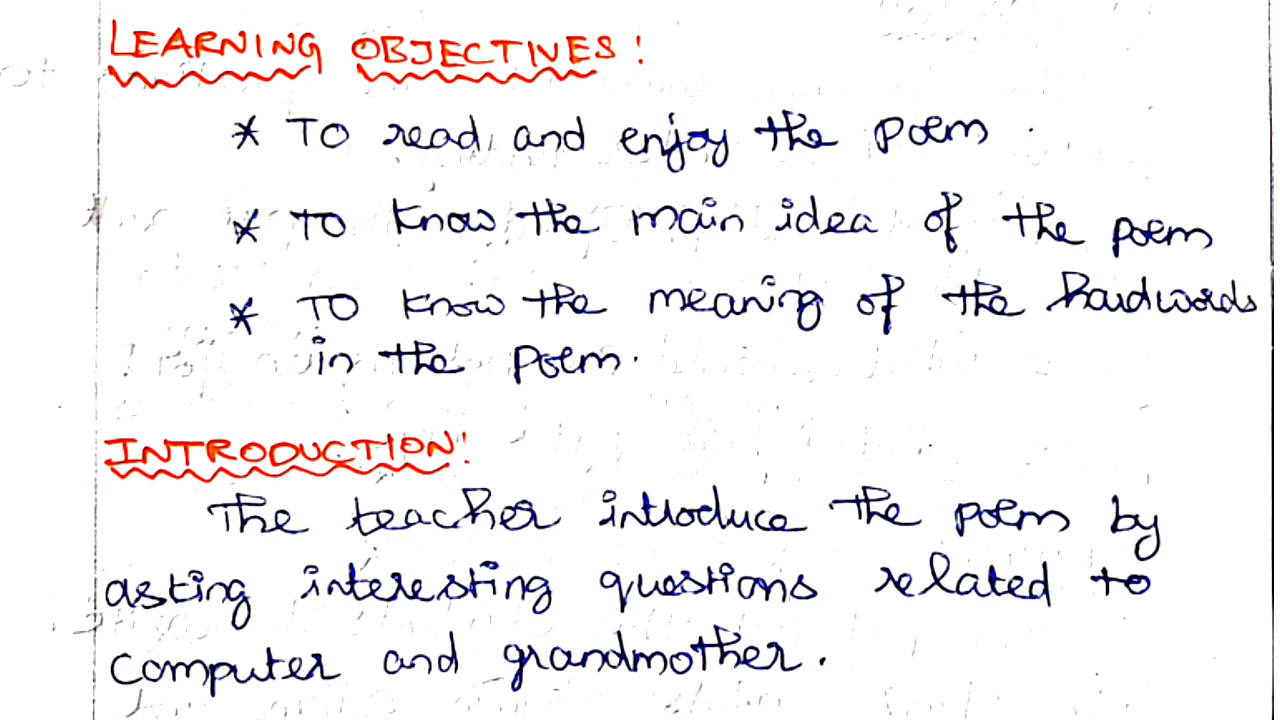 LEARNING OBJECTIVES:
* To read and enjoy the poem.
* To know the main idea of the poem
* To know the meaning of the hardwords
in the poem.
INTRODUCTION:
The teacher introduce the poem by
asking interesting questions related to
computer and grandmother.